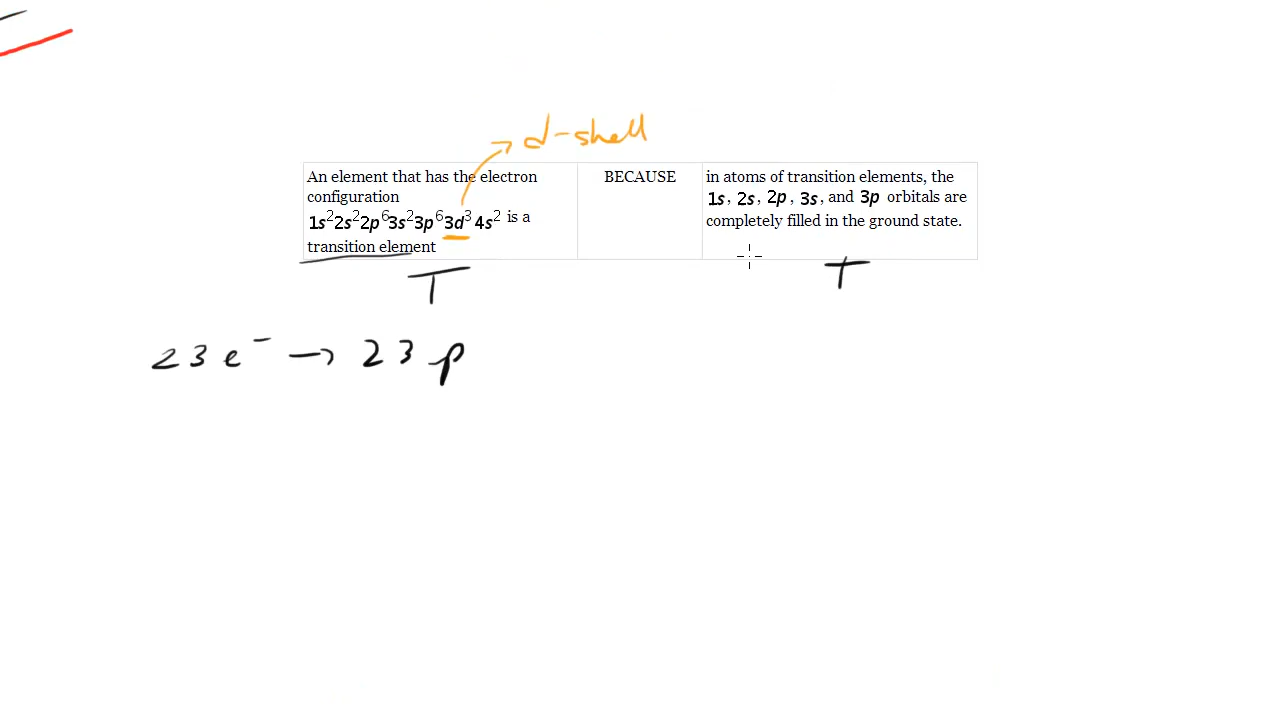 d-shell
An element that has the electron
configuration
1s²2s²2p⁶3s²3p⁶3d³4s² is a
transition element
BECAUSE
in atoms of transition elements, the
1s, 2s, 2p, 3s, and 3p orbitals are
completely filled in the ground state.
T
T
23 e⁻ → 23 p